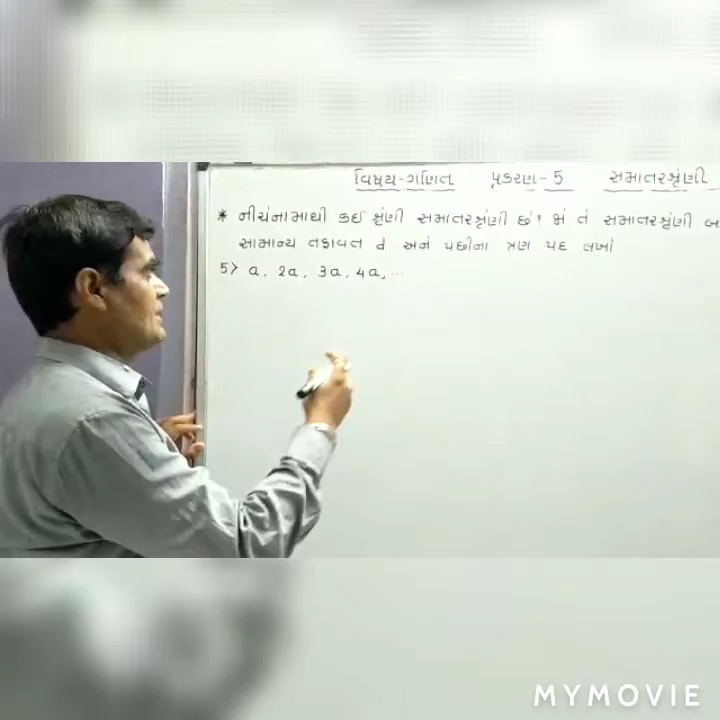 વિષય-ગણિત પ્રકરણ-5 સમાતરશ્રૃંણી
* નીચેનામાથી કઈ શ્રૃંણી સમાતરશ્રૃંણી છે? જો તે સમાતરશ્રૃંણી
સામાન્ય તફાવત d અને પછીના ત્રણ પદ લખો
5> a, 2a, 3a, 4a, ...
MYMOVIE